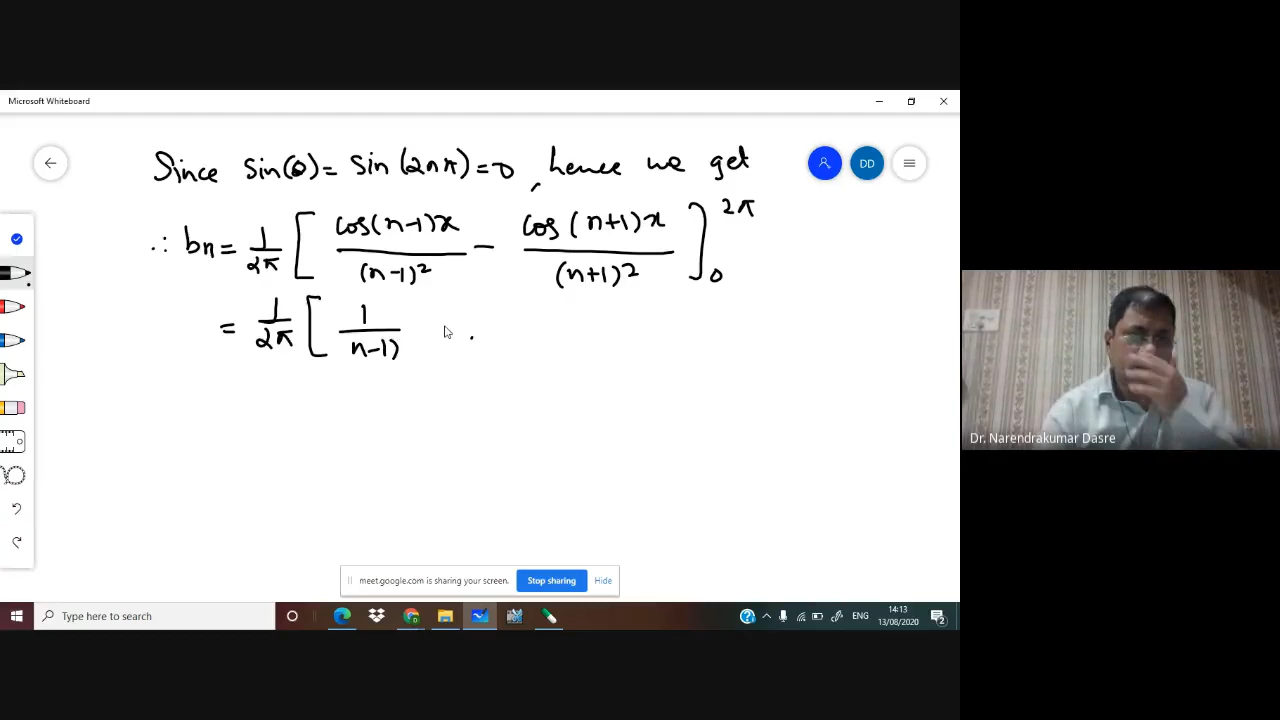 Microsoft Whiteboard
Since sin(0) = sin(2nπ) = 0, hence we get
DD
∴ bn = 1/2π [ cos(n-1)x/(n-1)² - cos(n+1)x/(n+1)² ]₀^2π
= 1/2π [ 1/n-1)
Dr. Narendrakumar Dasre
meet.google.com is sharing your screen. Stop sharing Hide
Type here to search
ENG
14:13
13/08/2020
2